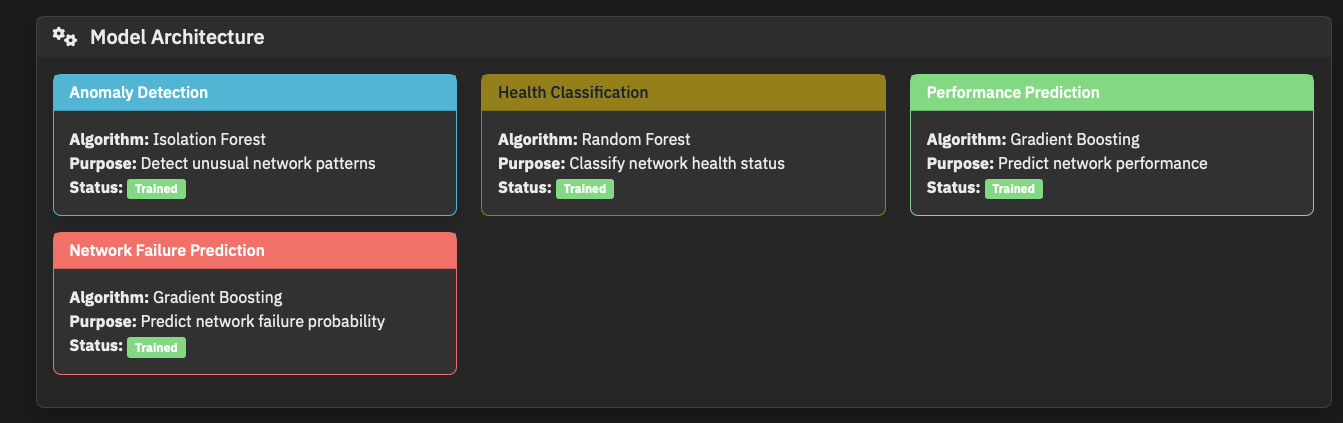 Model Architecture
Anomaly Detection
Algorithm: Isolation Forest
Purpose: Detect unusual network patterns
Status: Trained
Health Classification
Algorithm: Random Forest
Purpose: Classify network health status
Status: Trained
Performance Prediction
Algorithm: Gradient Boosting
Purpose: Predict network performance
Status: Trained
Network Failure Prediction
Algorithm: Gradient Boosting
Purpose: Predict network failure probability
Status: Trained